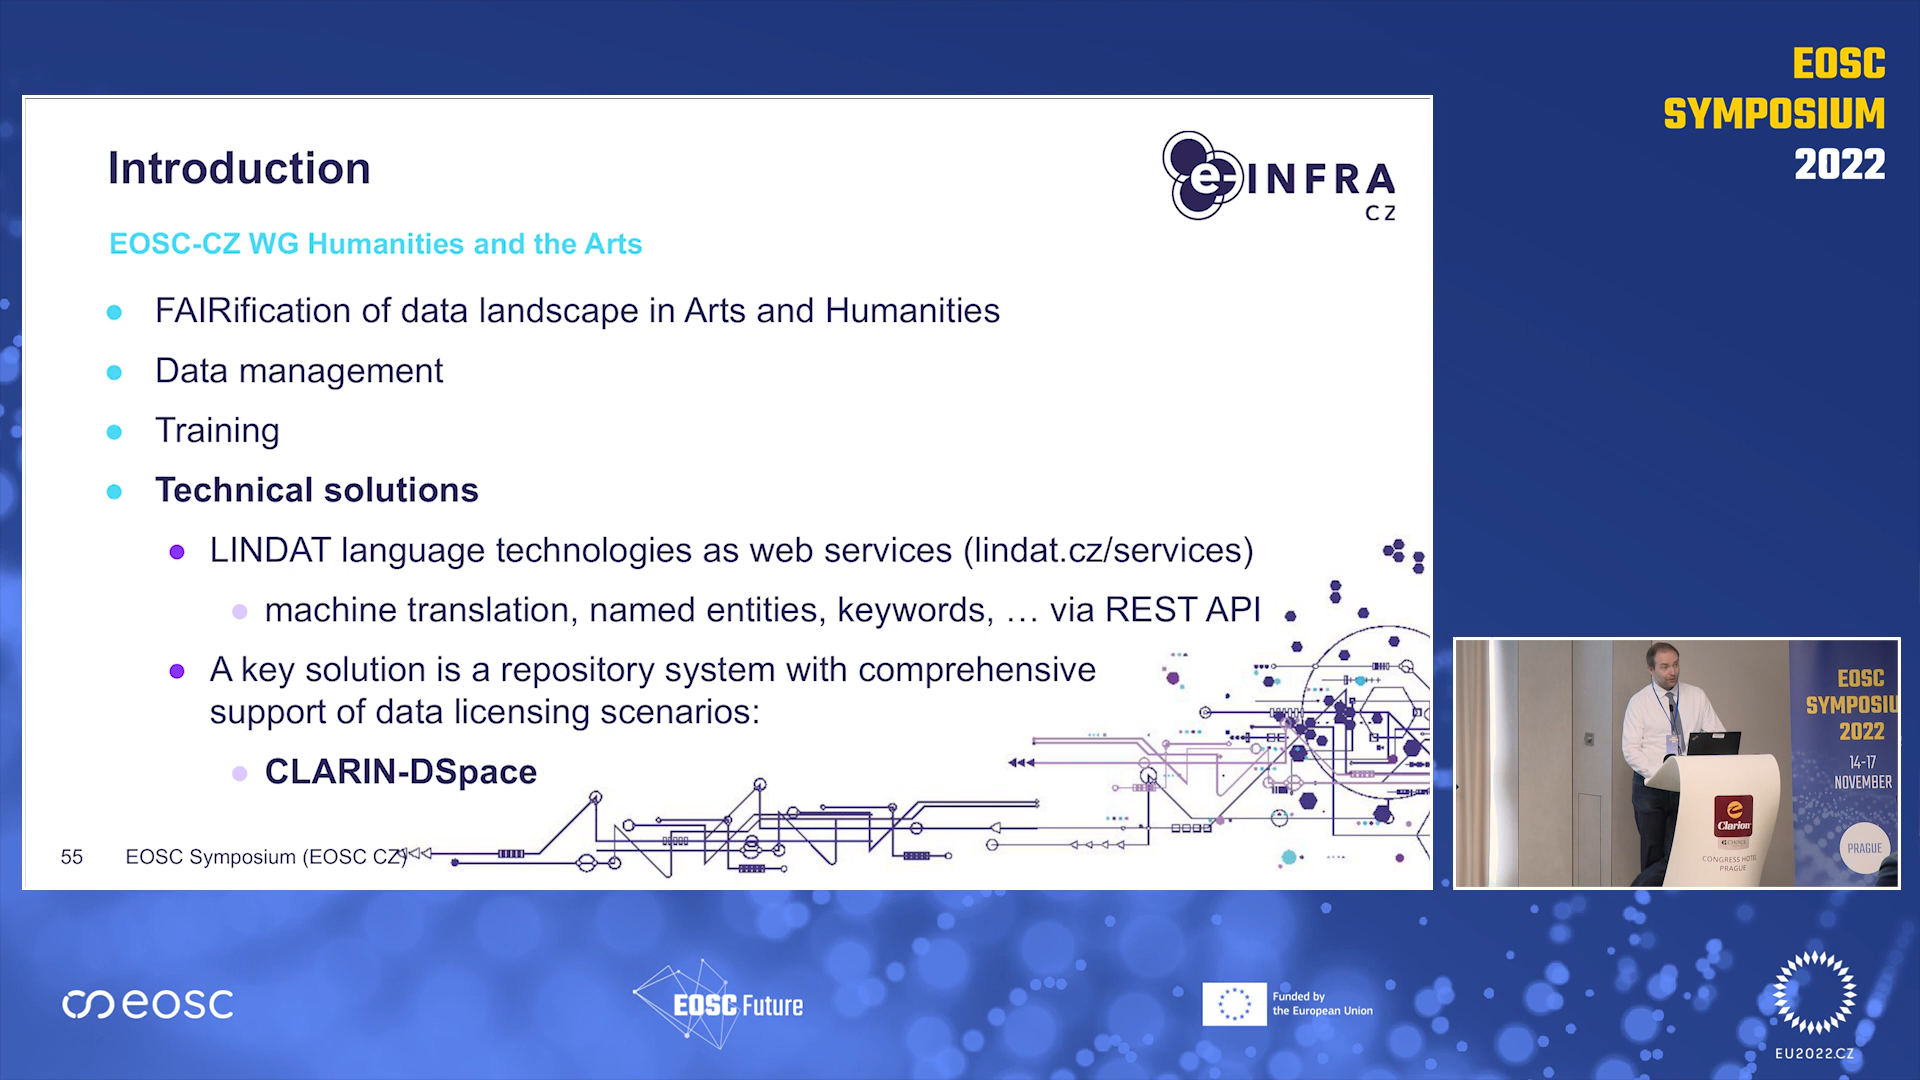 EOSC
SYMPOSIUM
2022
Introduction
e-INFRA
CZ
EOSC-CZ WG Humanities and the Arts
FAIRification of data landscape in Arts and Humanities
Data management
Training
Technical solutions
LINDAT language technologies as web services (lindat.cz/services)
machine translation, named entities, keywords, … via REST API
A key solution is a repository system with comprehensive
support of data licensing scenarios:
CLARIN-DSpace
55 EOSC Symposium (EOSC CZ)
EOSC
SYMPOSIU
2022
14-17
NOVEMBER
PRAGUE
Clarion
CHOICE
CONGRESS HOTEL
PRAGUE
eosc
EOSC Future
Funded by
the European Union
EU2022.CZ